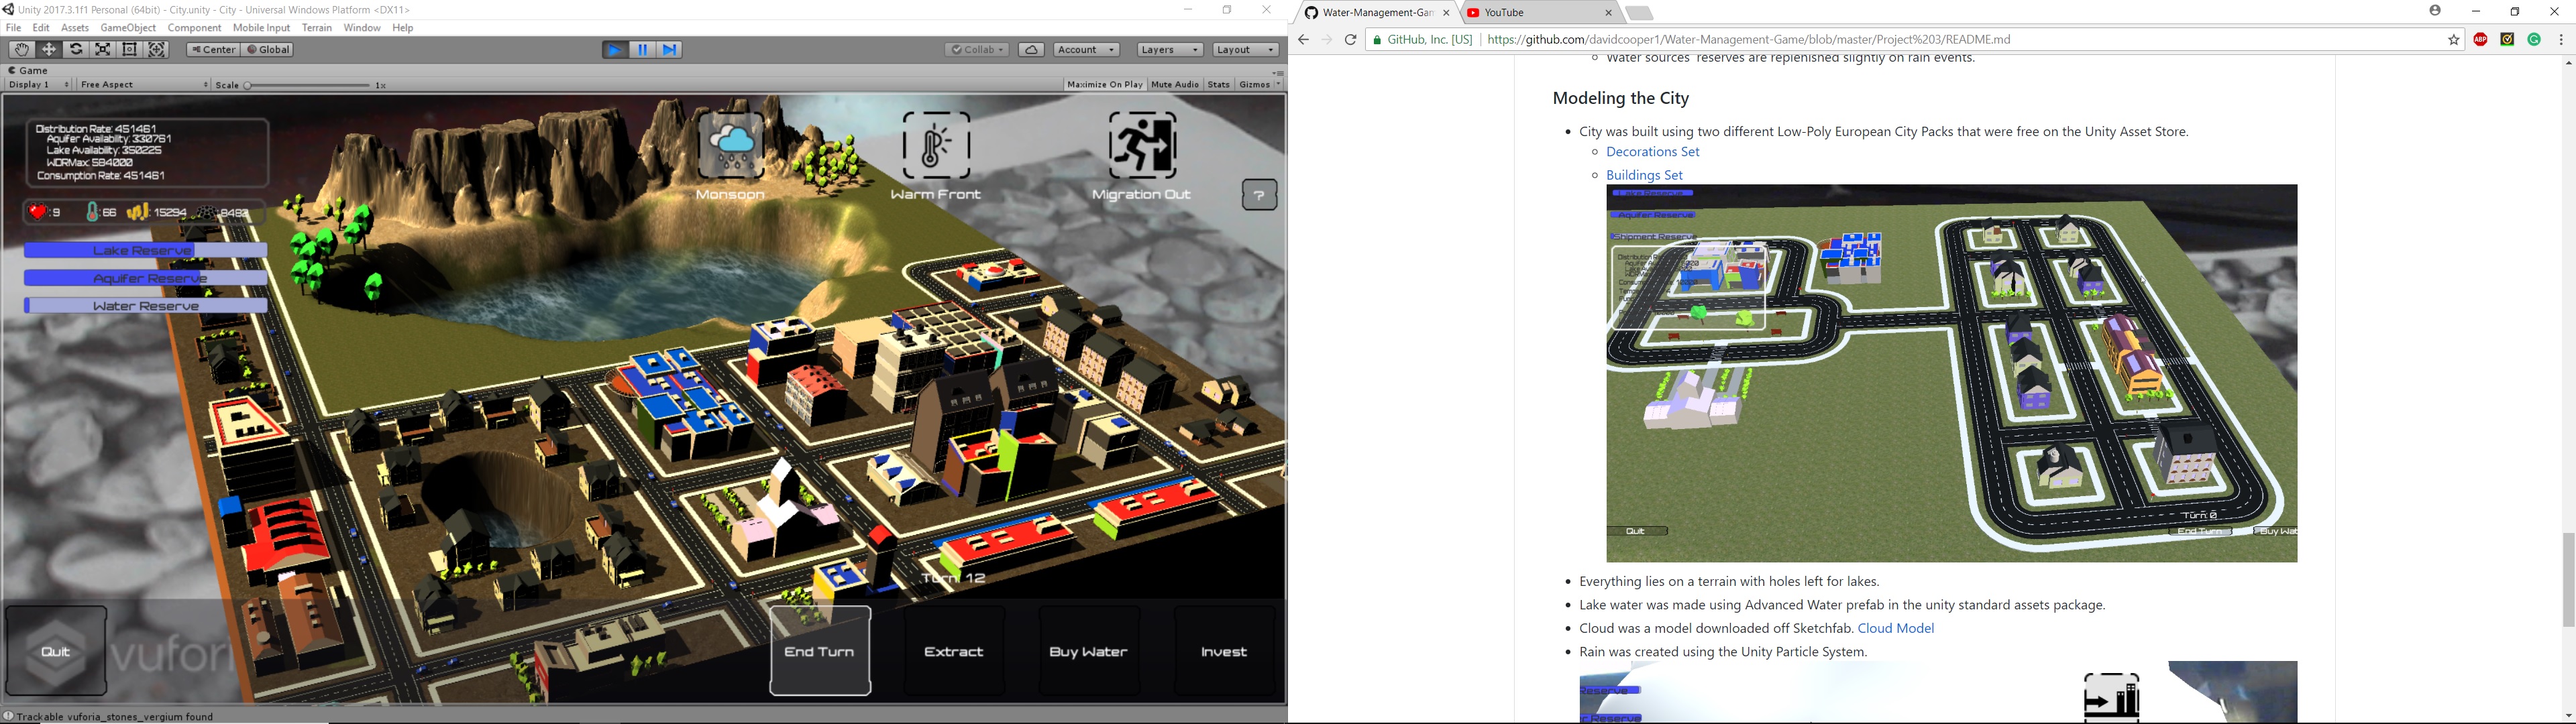 Unity 2017.3.1f1 Personal (64bit) - City.unity - City - Universal Windows Platform <DX11>
File Edit Assets GameObject Component Mobile Input Terrain Window Help
Center Global Collab Account Layers Layout
Game
Display 1 Free Aspect Scale 1x Maximize On Play Mute Audio Stats Gizmos
Distribution Rate: 451461
Aquifer Availability: 330761
Lake Availability: 350225
WDRMax: 584000
Consumption Rate: 451461
:9 :66 :15294 :8480
Lake Reserve
Aquifer Reserve
Water Reserve
Monsoon Warm Front Migration Out ?
Turn: 12
Quit vufori End Turn Extract Buy Water Invest
Trackable vuforia_stones_vergium found
Water-Management-Gam YouTube
GitHub, Inc. [US] https://github.com/davidcooper1/Water-Management-Game/blob/master/Project%203/README.md ABP
Water sources' reserves are replenished slightly on rain events.
Modeling the City
City was built using two different Low-Poly European City Packs that were free on the Unity Asset Store.
Decorations Set
Buildings Set
Lake Reserve
Aquifer Reserve
Shipment Reserve
Turn: 0
Quit End Turn Buy Wat
Everything lies on a terrain with holes left for lakes.
Lake water was made using Advanced Water prefab in the unity standard assets package.
Cloud was a model downloaded off Sketchfab. Cloud Model
Rain was created using the Unity Particle System.
Reserve
r Reserve